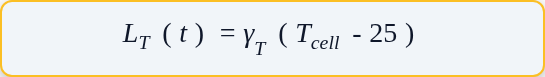 L_T ( t ) = γ_T ( T_cell - 25 )